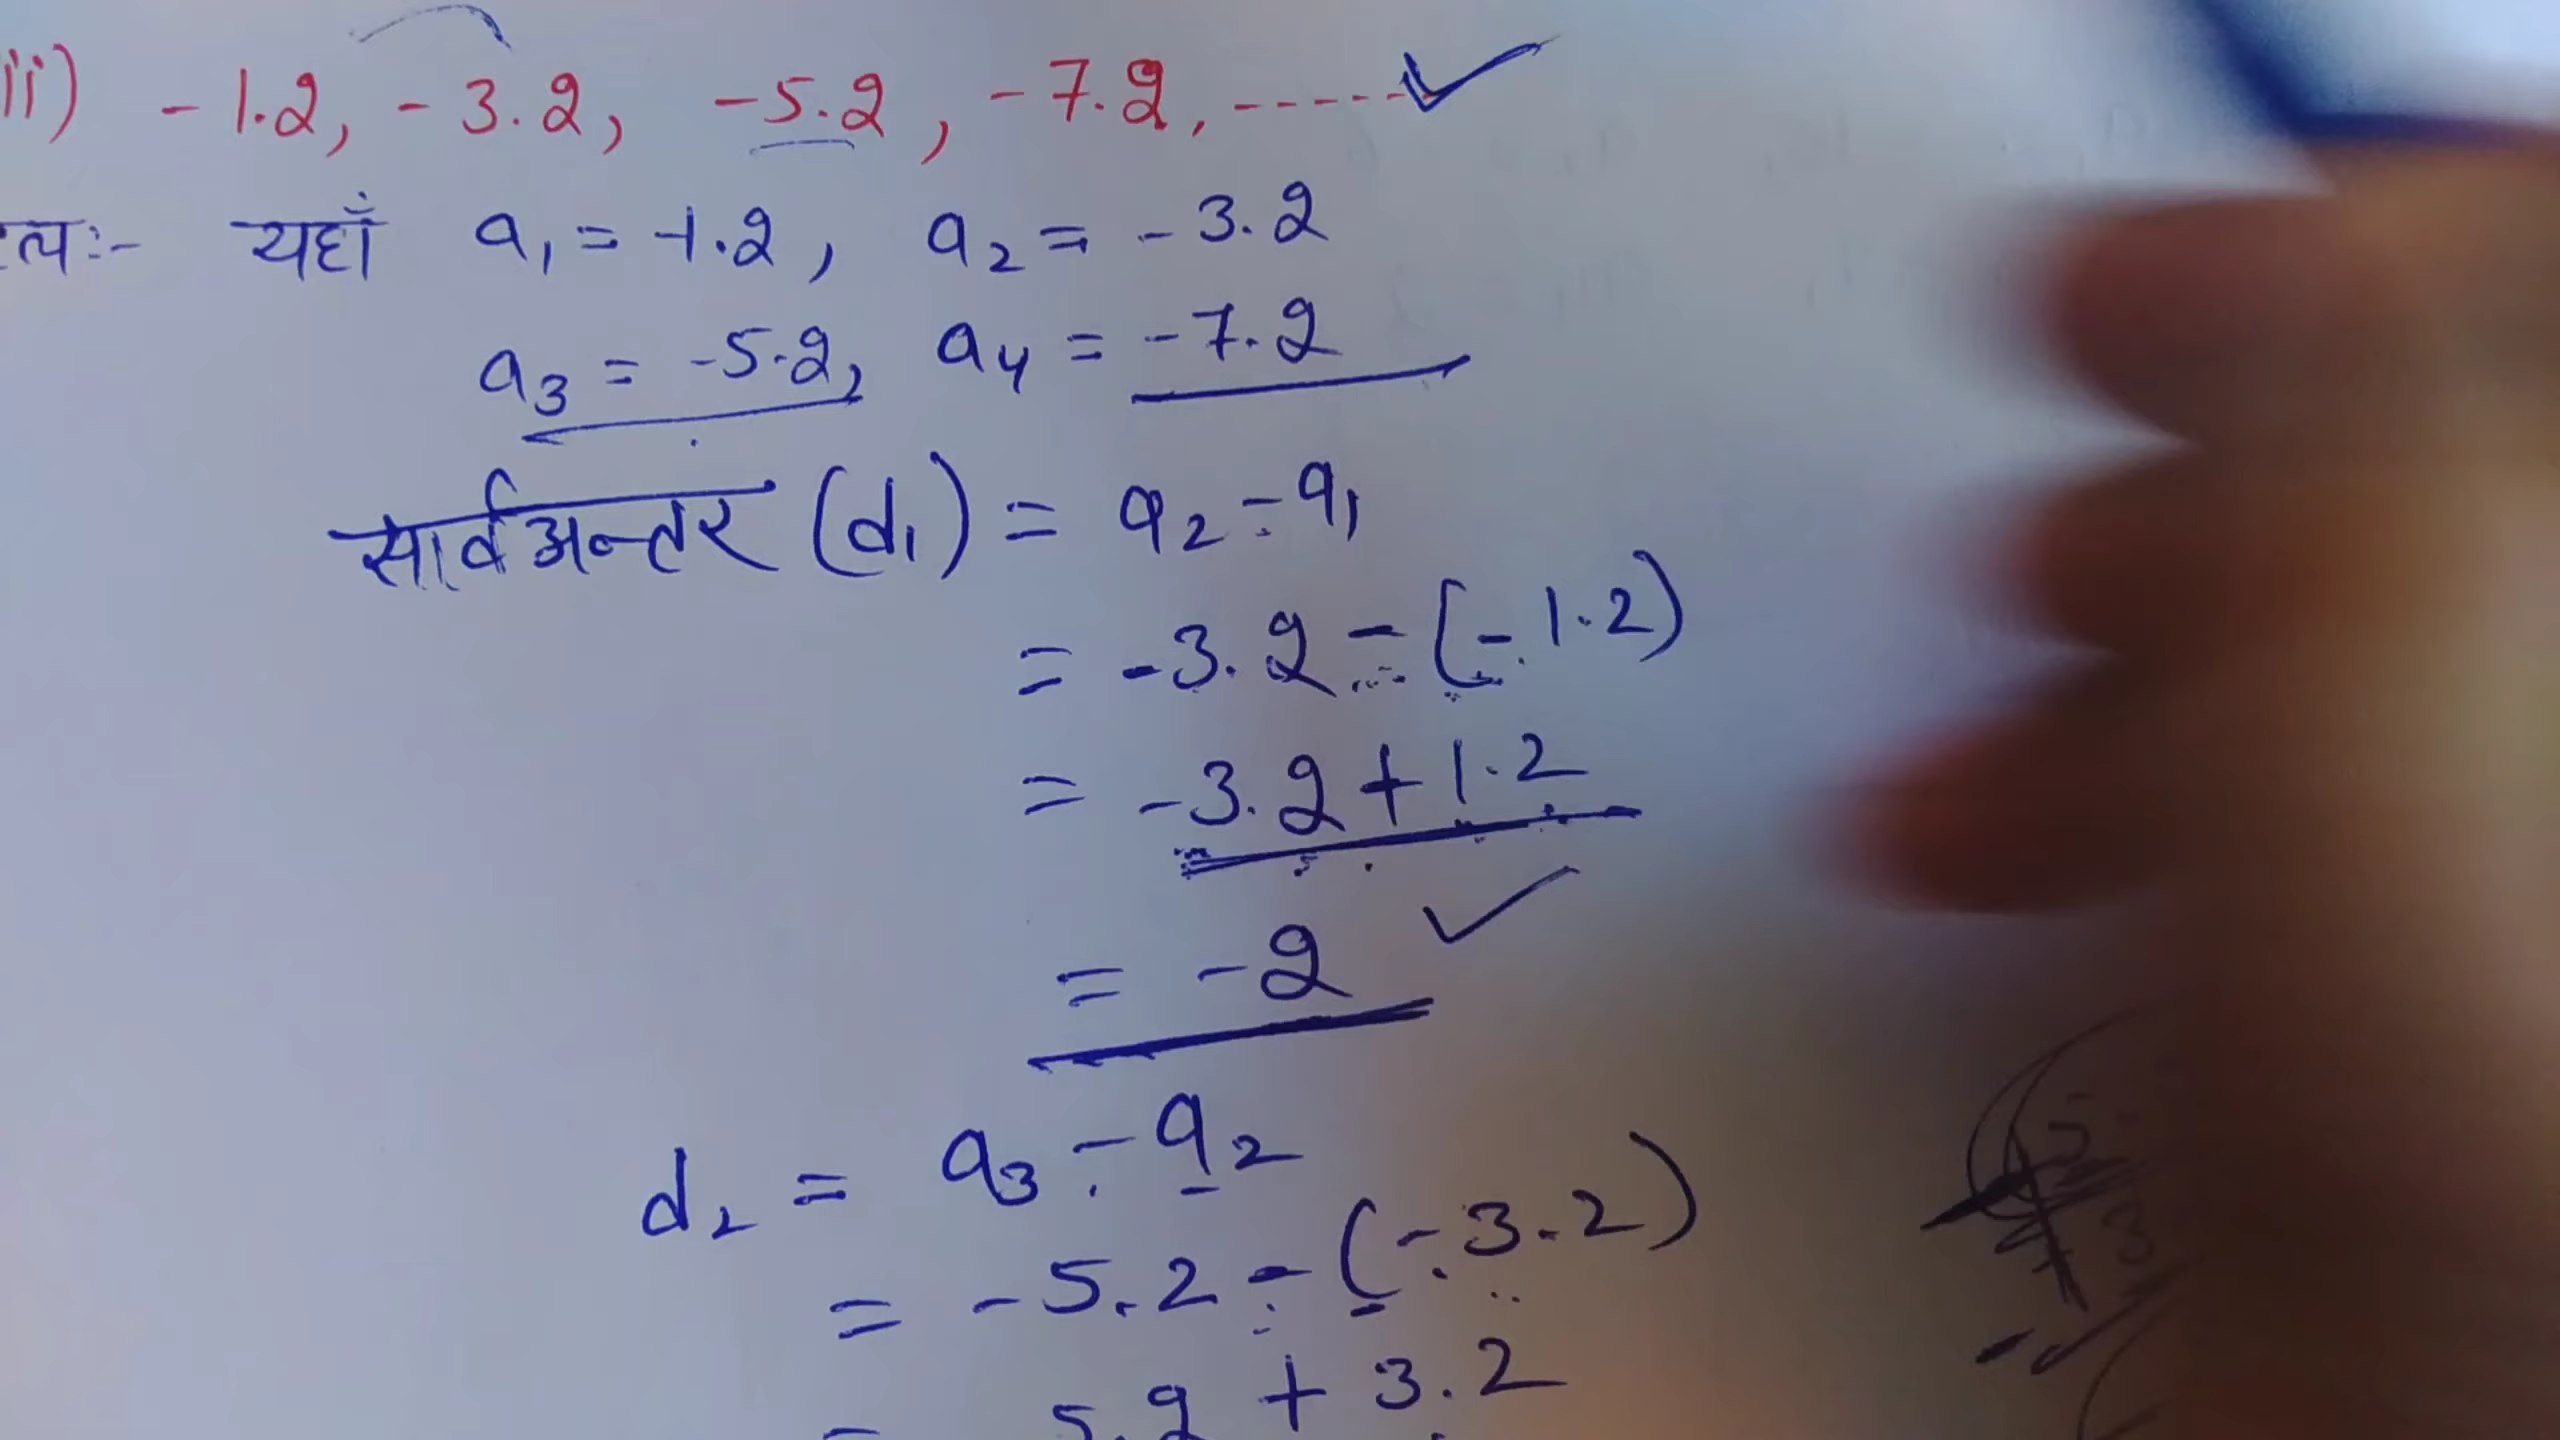 ii) -1.2, -3.2, -5.2, -7.2, ------
यहाँ a₁ = -1.2, a₂ = -3.2
a₃ = -5.2, a₄ = -7.2
सार्वअन्तर (d₁) = a₂ - a₁
= -3.2 - (-1.2)
= -3.2 + 1.2
= -2
d₂ = a₃ - a₂
= -5.2 - (-3.2)
= 5.2 + 3.2